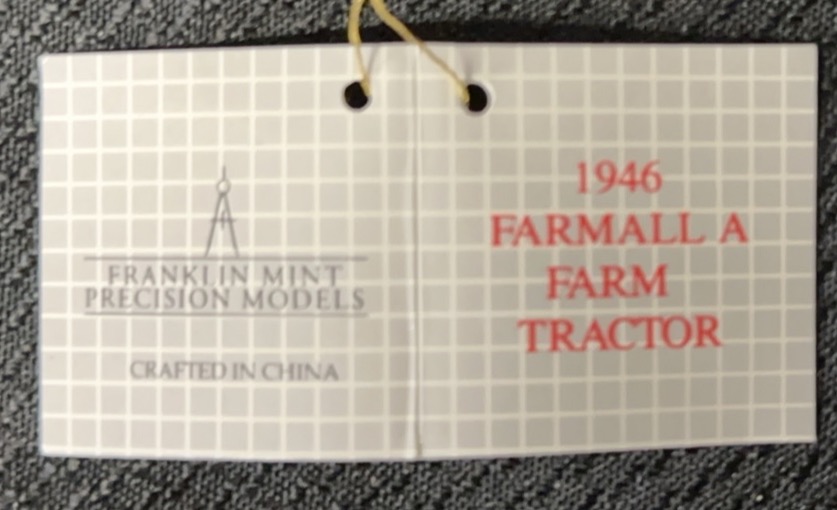 FRANKLIN MINT
PRECISION MODELS
CRAFTED IN CHINA
1946
FARMALL A
FARM
TRACTOR